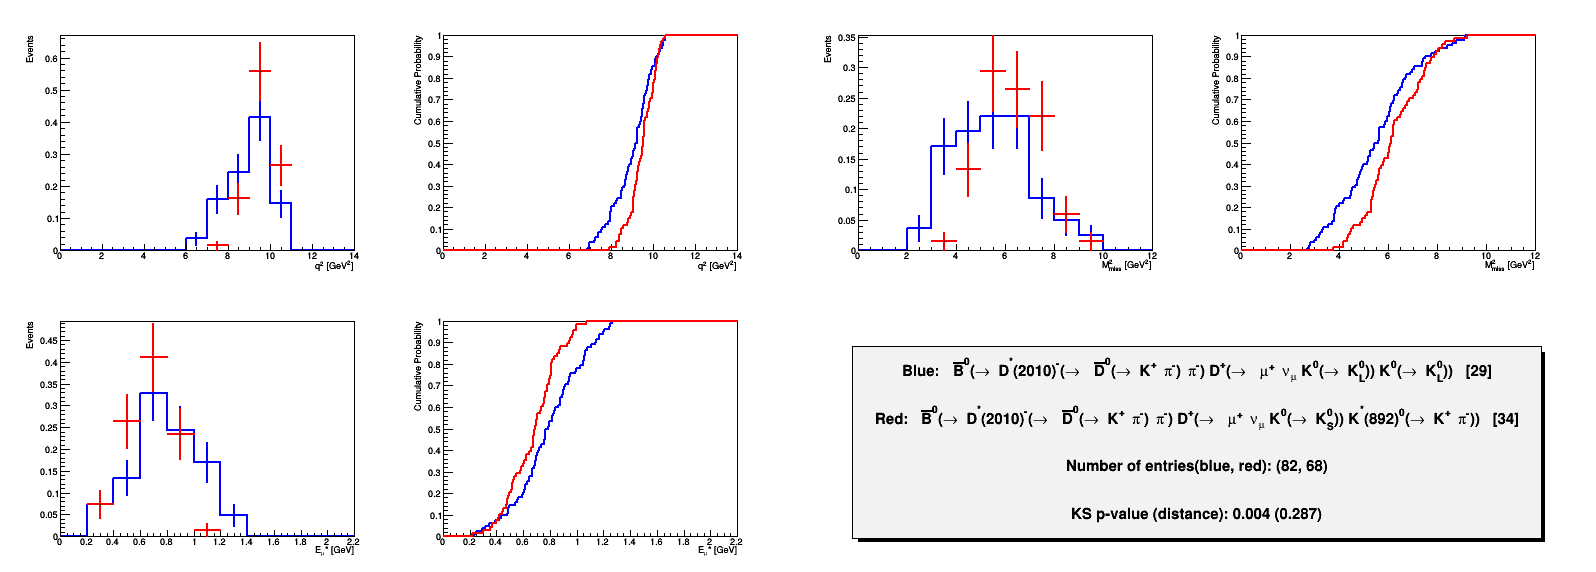 Events
0.6
0.5
0.4
0.3
0.2
0.1
0
0 2 4 6 8 10 12 14
q² [GeV²]
Cumulative Probability
1
0.9
0.8
0.7
0.6
0.5
0.4
0.3
0.2
0.1
0
0 2 4 6 8 10 12 14
q² [GeV²]
Events
0.35
0.3
0.25
0.2
0.15
0.1
0.05
0
0 2 4 6 8 10 12
M²miss [GeV²]
Cumulative Probability
1
0.9
0.8
0.7
0.6
0.5
0.4
0.3
0.2
0.1
0
0 2 4 6 8 10 12
M²miss [GeV²]
Events
0.45
0.4
0.35
0.3
0.25
0.2
0.15
0.1
0.05
0
0 0.2 0.4 0.6 0.8 1 1.2 1.4 1.6 1.8 2 2.2
Eμ* [GeV]
Cumulative Probability
1
0.9
0.8
0.7
0.6
0.5
0.4
0.3
0.2
0.1
0
0 0.2 0.4 0.6 0.8 1 1.2 1.4 1.6 1.8 2 2.2
Eμ* [GeV]
Blue: B̅⁰(→ D*(2010)⁻(→ D̅⁰(→ K⁺ π⁻) π⁻) D⁺(→ μ⁺ νμ K⁰(→ K⁰L)) K⁰(→ K⁰L)) [29]
Red: B̅⁰(→ D*(2010)⁻(→ D̅⁰(→ K⁺ π⁻) π⁻) D⁺(→ μ⁺ νμ K⁰(→ K⁰S)) K*(892)⁰(→ K⁺ π⁻)) [34]
Number of entries(blue, red): (82, 68)
KS p-value (distance): 0.004 (0.287)